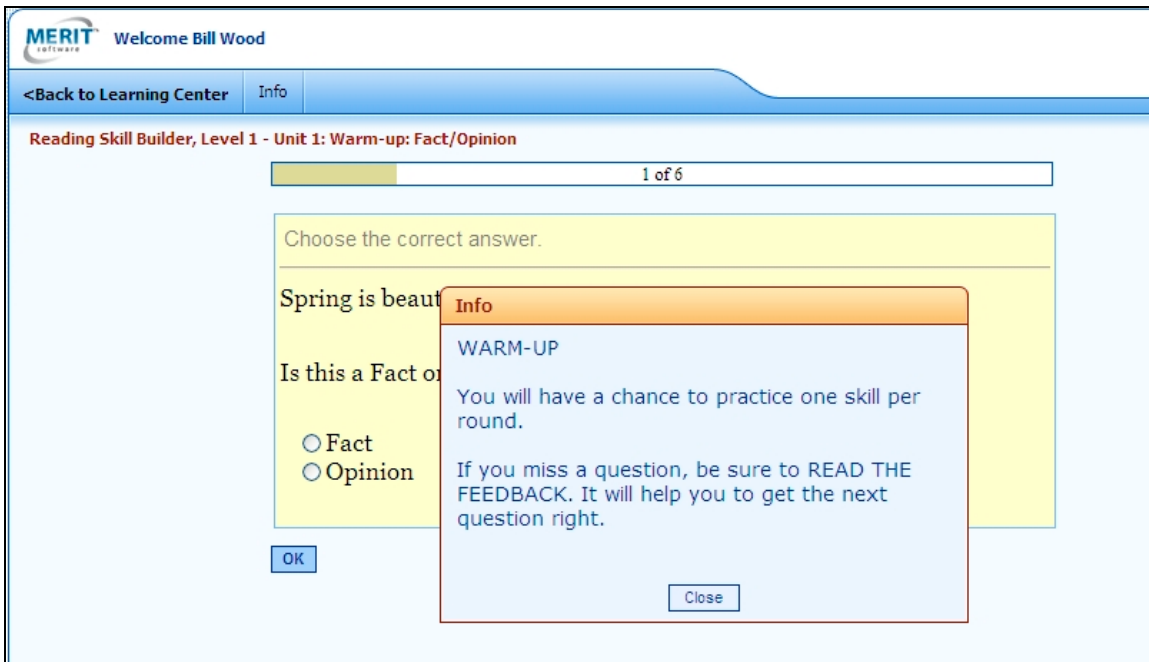 MERIT
software
Welcome Bill Wood
<Back to Learning Center
Info
Reading Skill Builder, Level 1 - Unit 1: Warm-up: Fact/Opinion
1 of 6
Choose the correct answer.
Spring is
Is this a Fact
Fact
Opinion
OK
Info
WARM-UP
You will have a chance to practice one skill per
round.
If you miss a question, be sure to READ THE
FEEDBACK. It will help you to get the next
question right.
Close